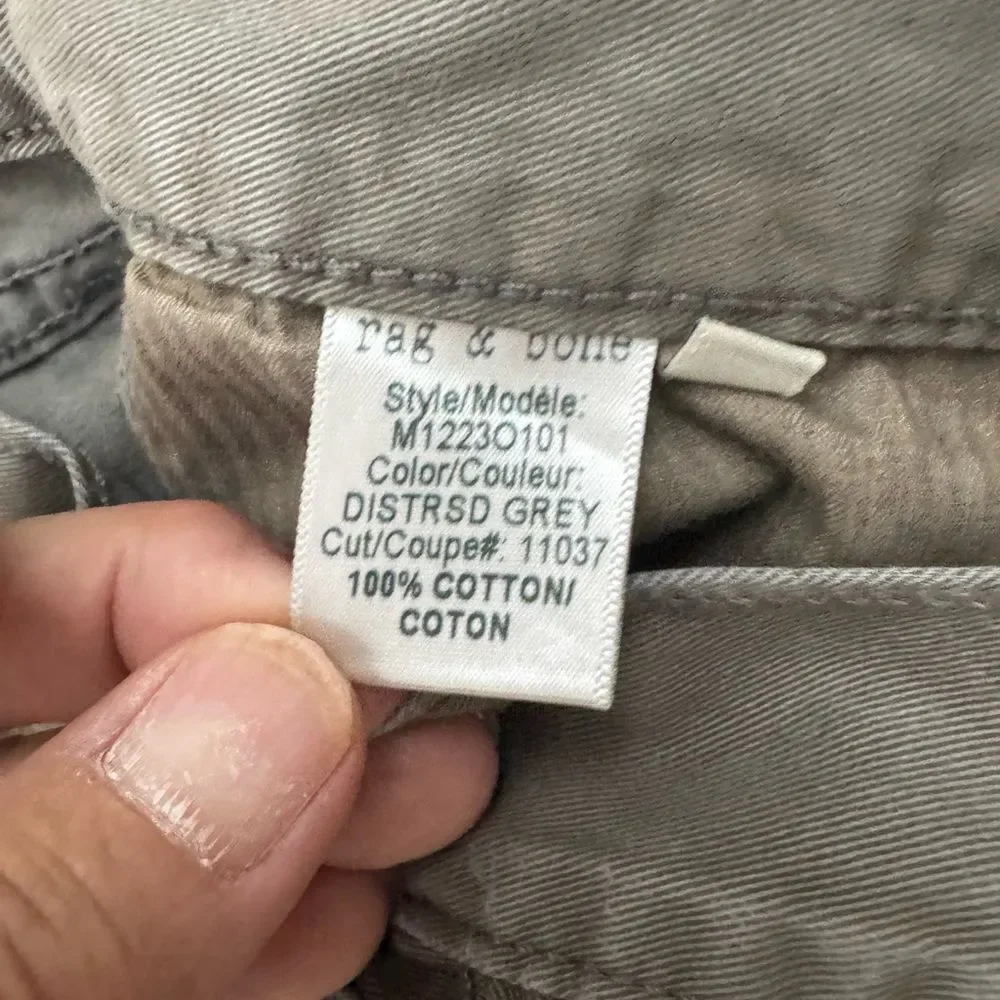 rag & bone
Style/Modèle:
M1223O101
Color/Couleur:
DISTRSD GREY
Cut/Coupe#: 11037
100% COTTON/
COTON